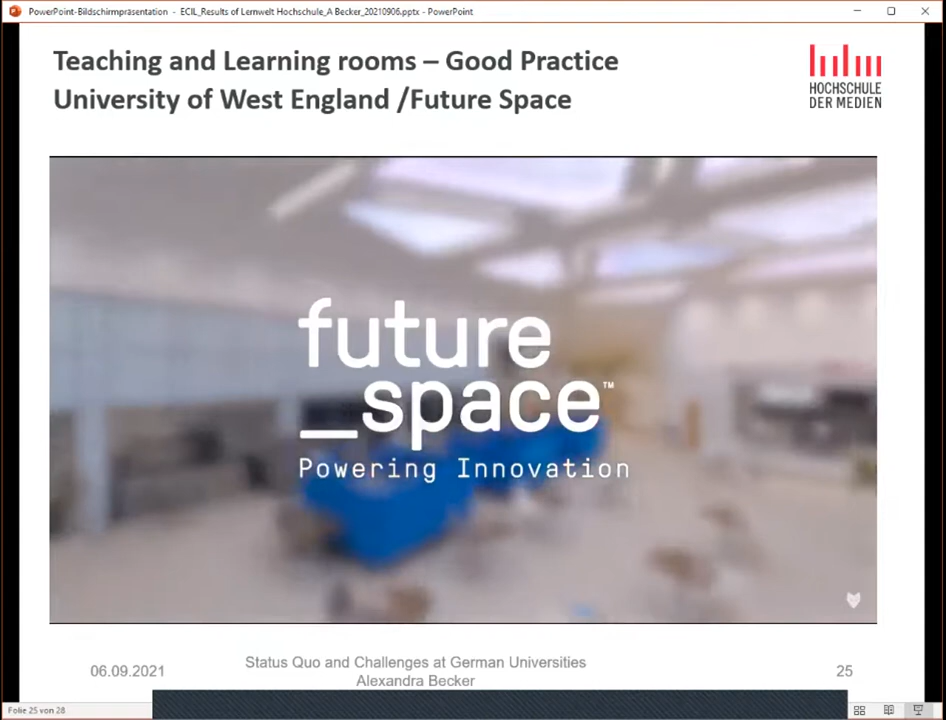 PowerPoint-Bildschirmpräsentation - ECIL_Results of Lernwelt Hochschule_A Becker_20210906.pptx - PowerPoint
Teaching and Learning rooms – Good Practice
University of West England /Future Space
HOCHSCHULE
DER MEDIEN
future
_space™
Powering Innovation
06.09.2021
Status Quo and Challenges at German Universities
Alexandra Becker
25
Folie 25 von 28